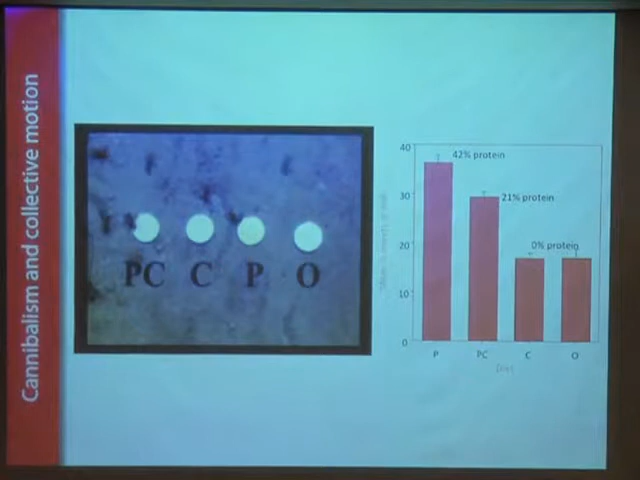 Cannibalism and collective motion
PC C P O
40
30
20
10
0
42% protein
21% protein
0% protein
P PC C O